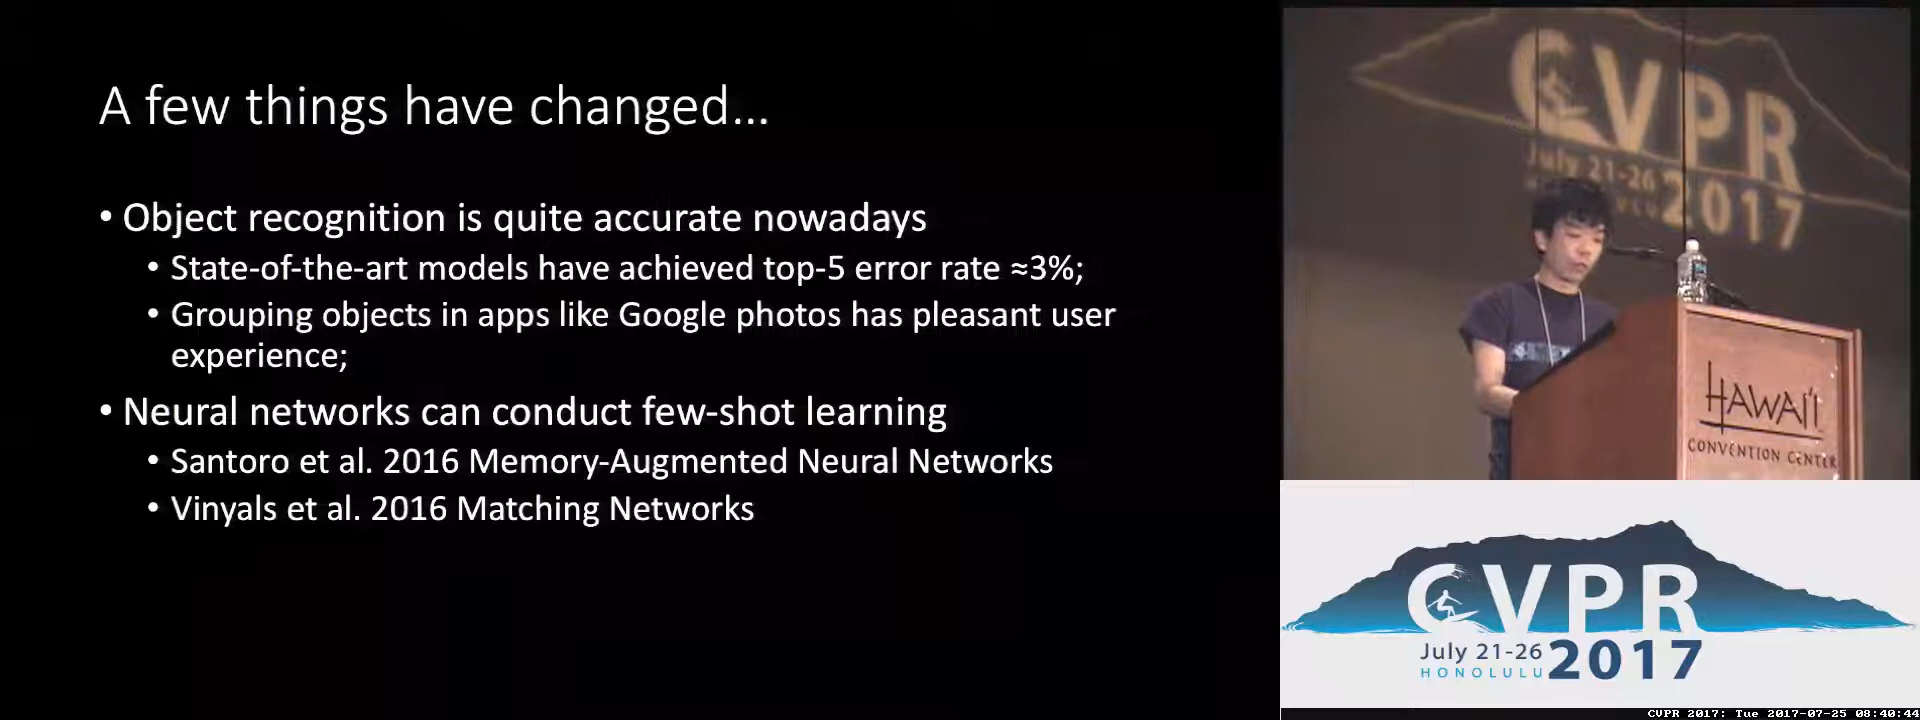 A few things have changed...
• Object recognition is quite accurate nowadays
• State-of-the-art models have achieved top-5 error rate ≈3%;
• Grouping objects in apps like Google photos has pleasant user
experience;
• Neural networks can conduct few-shot learning
• Santoro et al. 2016 Memory-Augmented Neural Networks
• Vinyals et al. 2016 Matching Networks
CVPR
July 21-26
2017
HAWAI'I
CONVENTION CENTER
CVPR
July 21-26
HONOLULU
2017
CVPR 2017: Tue 2017-07-25 08:40:44